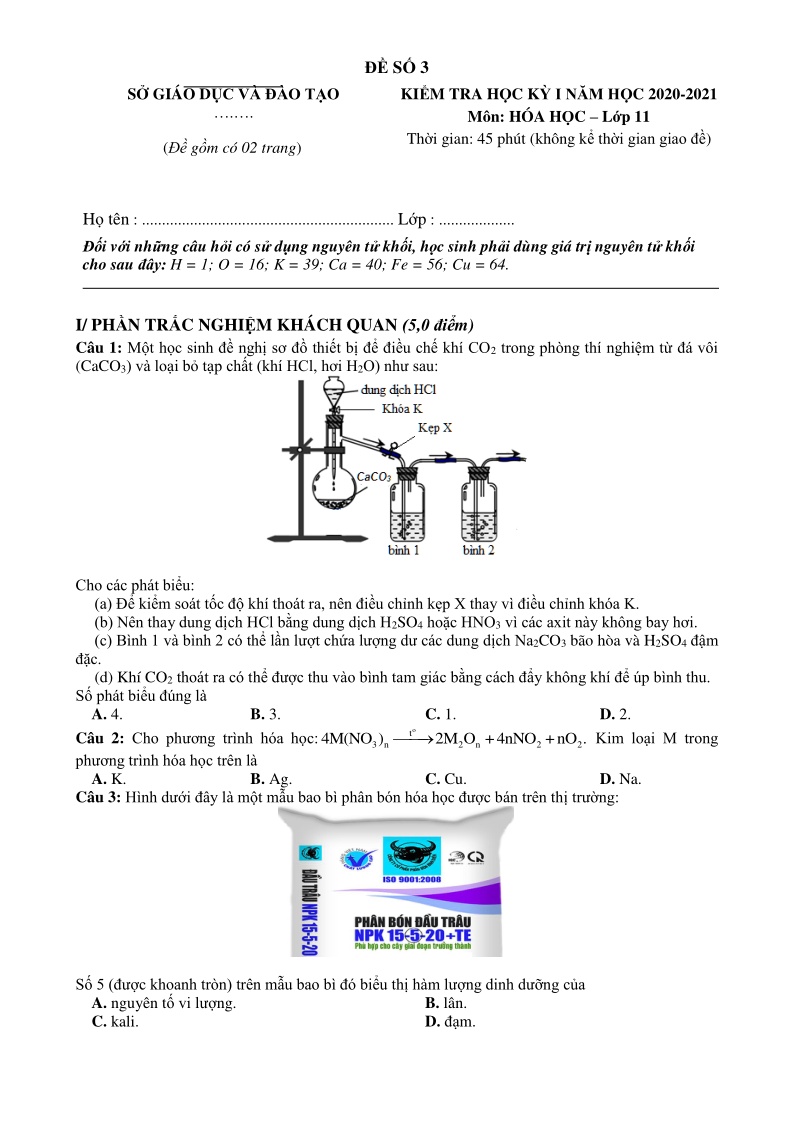 ĐỀ SỐ 3
SỞ GIÁO DỤC VÀ ĐÀO TẠO
........
(Đề gồm có 02 trang)
KIỂM TRA HỌC KỲ I NĂM HỌC 2020-2021
Môn: HÓA HỌC – Lớp 11
Thời gian: 45 phút (không kể thời gian giao đề)
Họ tên : ............................................................... Lớp : ...................
Đối với những câu hỏi có sử dụng nguyên tử khối, học sinh phải dùng giá trị nguyên tử khối
cho sau đây: H = 1; O = 16; K = 39; Ca = 40; Fe = 56; Cu = 64.
I/ PHẦN TRẮC NGHIỆM KHÁCH QUAN (5,0 điểm)
Câu 1: Một học sinh đề nghị sơ đồ thiết bị để điều chế khí CO₂ trong phòng thí nghiệm từ đá vôi
(CaCO₃) và loại bỏ tạp chất (khí HCl, hơi H₂O) như sau:
dung dịch HCl
Khóa K
Kẹp X
CaCO₃
bình 1
bình 2
Cho các phát biểu:
(a) Để kiểm soát tốc độ khí thoát ra, nên điều chỉnh kẹp X thay vì điều chỉnh khóa K.
(b) Nên thay dung dịch HCl bằng dung dịch H₂SO₄ hoặc HNO₃ vì các axit này không bay hơi.
(c) Bình 1 và bình 2 có thể lần lượt chứa lượng dư các dung dịch Na₂CO₃ bão hòa và H₂SO₄ đậm
đặc.
(d) Khí CO₂ thoát ra có thể được thu vào bình tam giác bằng cách đẩy không khí để úp bình thu.
Số phát biểu đúng là
A. 4. B. 3. C. 1. D. 2.
Câu 2: Cho phương trình hóa học: 4M(NO₃)ₙ —t°→ 2M₂Oₙ + 4nNO₂ + nO₂. Kim loại M trong
phương trình hóa học trên là
A. K. B. Ag. C. Cu. D. Na.
Câu 3: Hình dưới đây là một mẫu bao bì phân bón hóa học được bán trên thị trường:
ĐẦU TRÂU NPK 15-5-20
ISO 9001:2008
PHÂN BÓN ĐẦU TRÂU
NPK 15-5-20+TE
Phù hợp cho cây giai đoạn trưởng thành
Số 5 (được khoanh tròn) trên mẫu bao bì đó biểu thị hàm lượng dinh dưỡng của
A. nguyên tố vi lượng. B. lân.
C. kali. D. đạm.